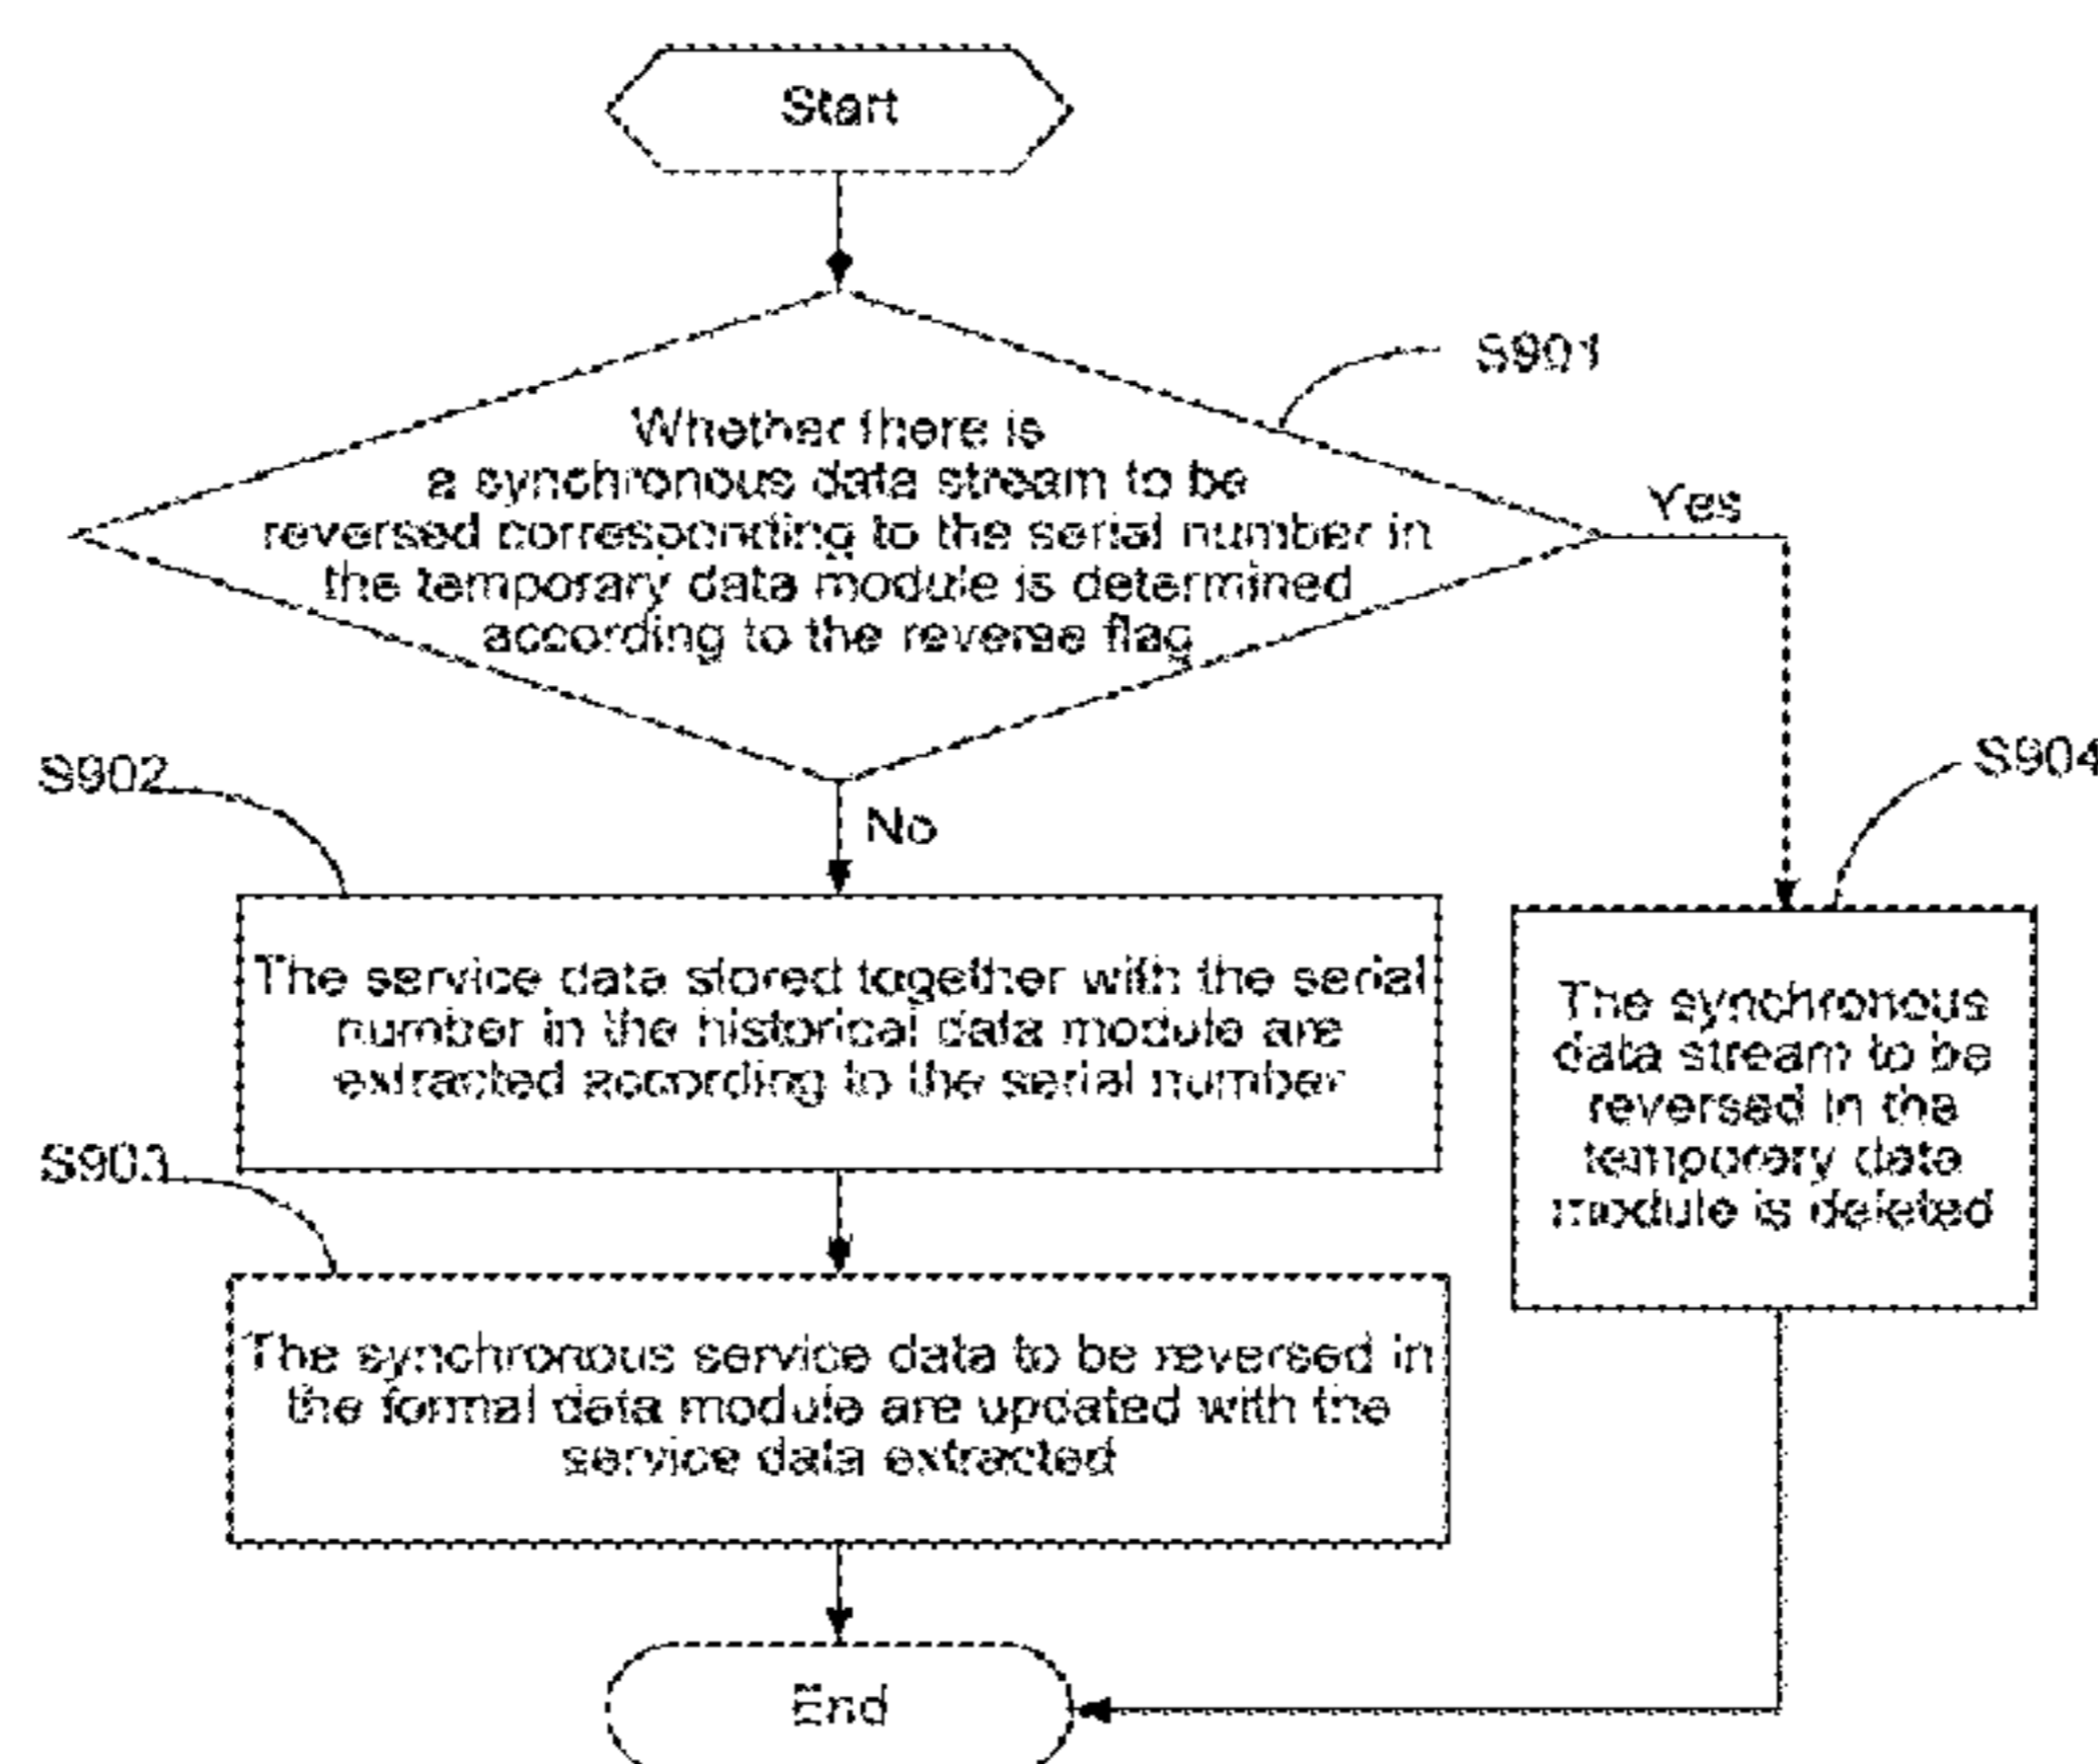 Start
S901
Whether there is
a synchronous data stream to be
reversed corresponding to the serial number in
the temporary data module is determined
according to the reverse flag
Yes
No
S902
The service data stored together with the serial
number in the historical data module are
extracted according to the serial number
S904
The synchronous
data stream to be
reversed in the
temporary data
module is deleted
S903
The synchronous service data to be reversed in
the formal data module are updated with the
service data extracted
End